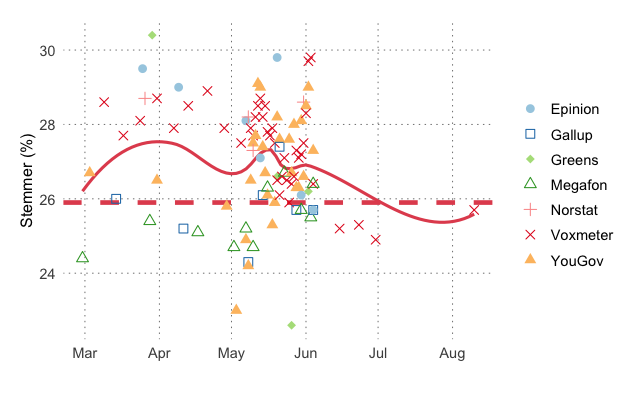 Stemmer (%)
30
28
26
24
Mar Apr May Jun Jul Aug
Epinion
Gallup
Greens
Megafon
Norstat
Voxmeter
YouGov